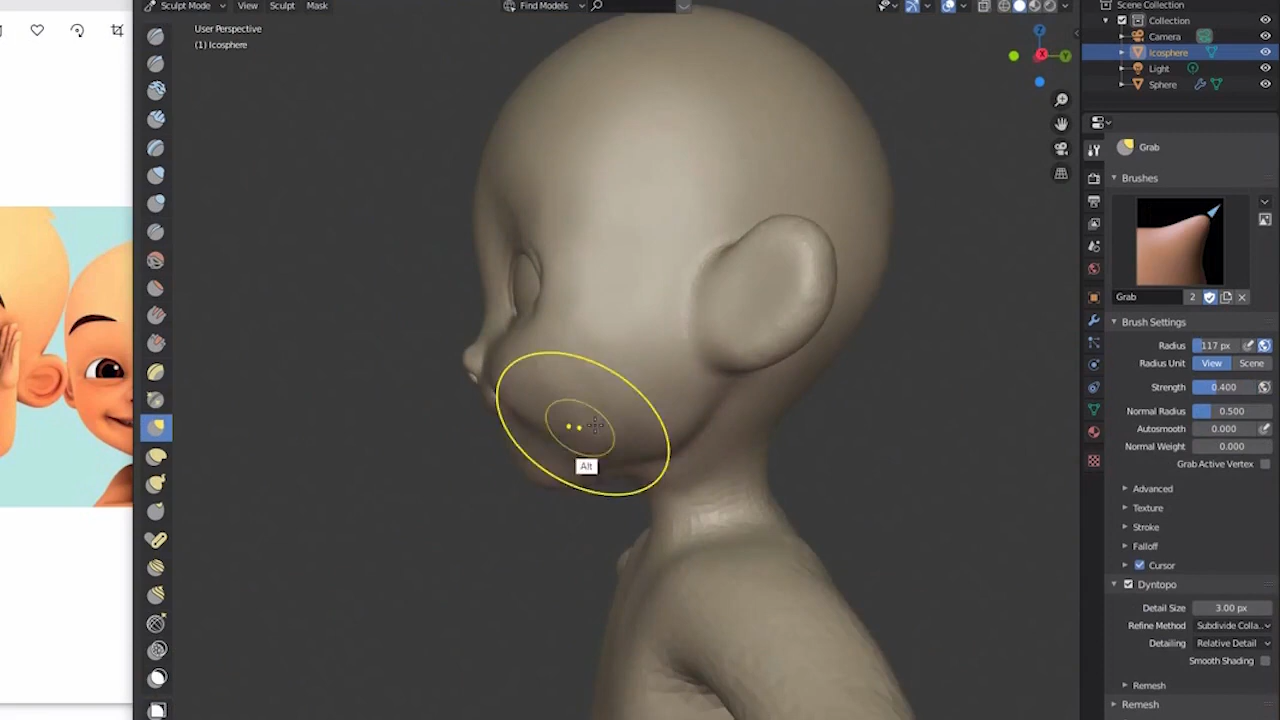 Sculpt Mode View Sculpt Mask Find Models
User Perspective
(1) Icosphere
Alt
Scene Collection
Collection
Camera
Icosphere
Light
Sphere
Grab
Brushes
Grab 2
Brush Settings
Radius 117 px
Radius Unit View Scene
Strength 0.400
Normal Radius 0.500
Autosmooth 0.000
Normal Weight 0.000
Grab Active Vertex
Advanced
Texture
Stroke
Falloff
Cursor
Dyntopo
Detail Size 3.00 px
Refine Method Subdivide Colla..
Detailing Relative Detail
Smooth Shading
Remesh
Remesh